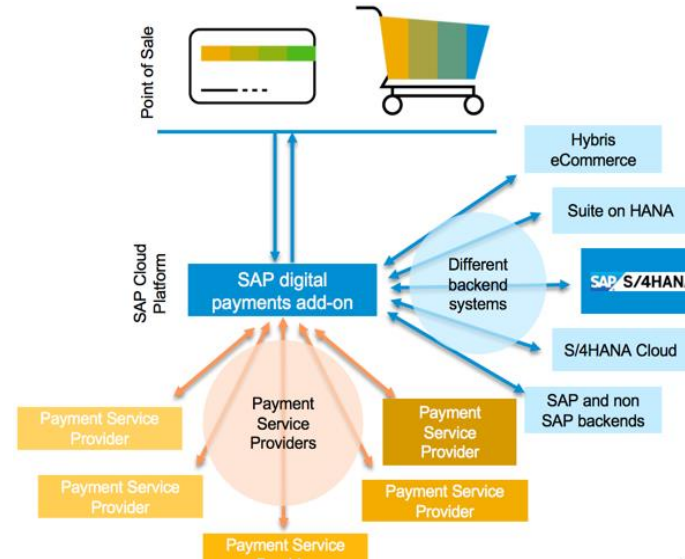 Point of Sale
Hybris
eCommerce
Suite on HANA
SAP Cloud
Platform
SAP digital
payments add-on
Different
backend
systems
SAP S/4HANA
S/4HANA Cloud
SAP and non
SAP backends
Payment Service
Provider
Payment
Service
Providers
Payment
Service
Provider
Payment Service
Provider
Payment Service
Provider
Payment Service